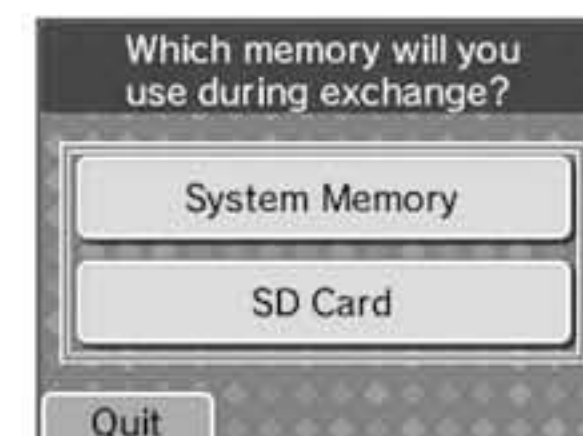 Which memory will you
use during exchange?
System Memory
SD Card
Quit